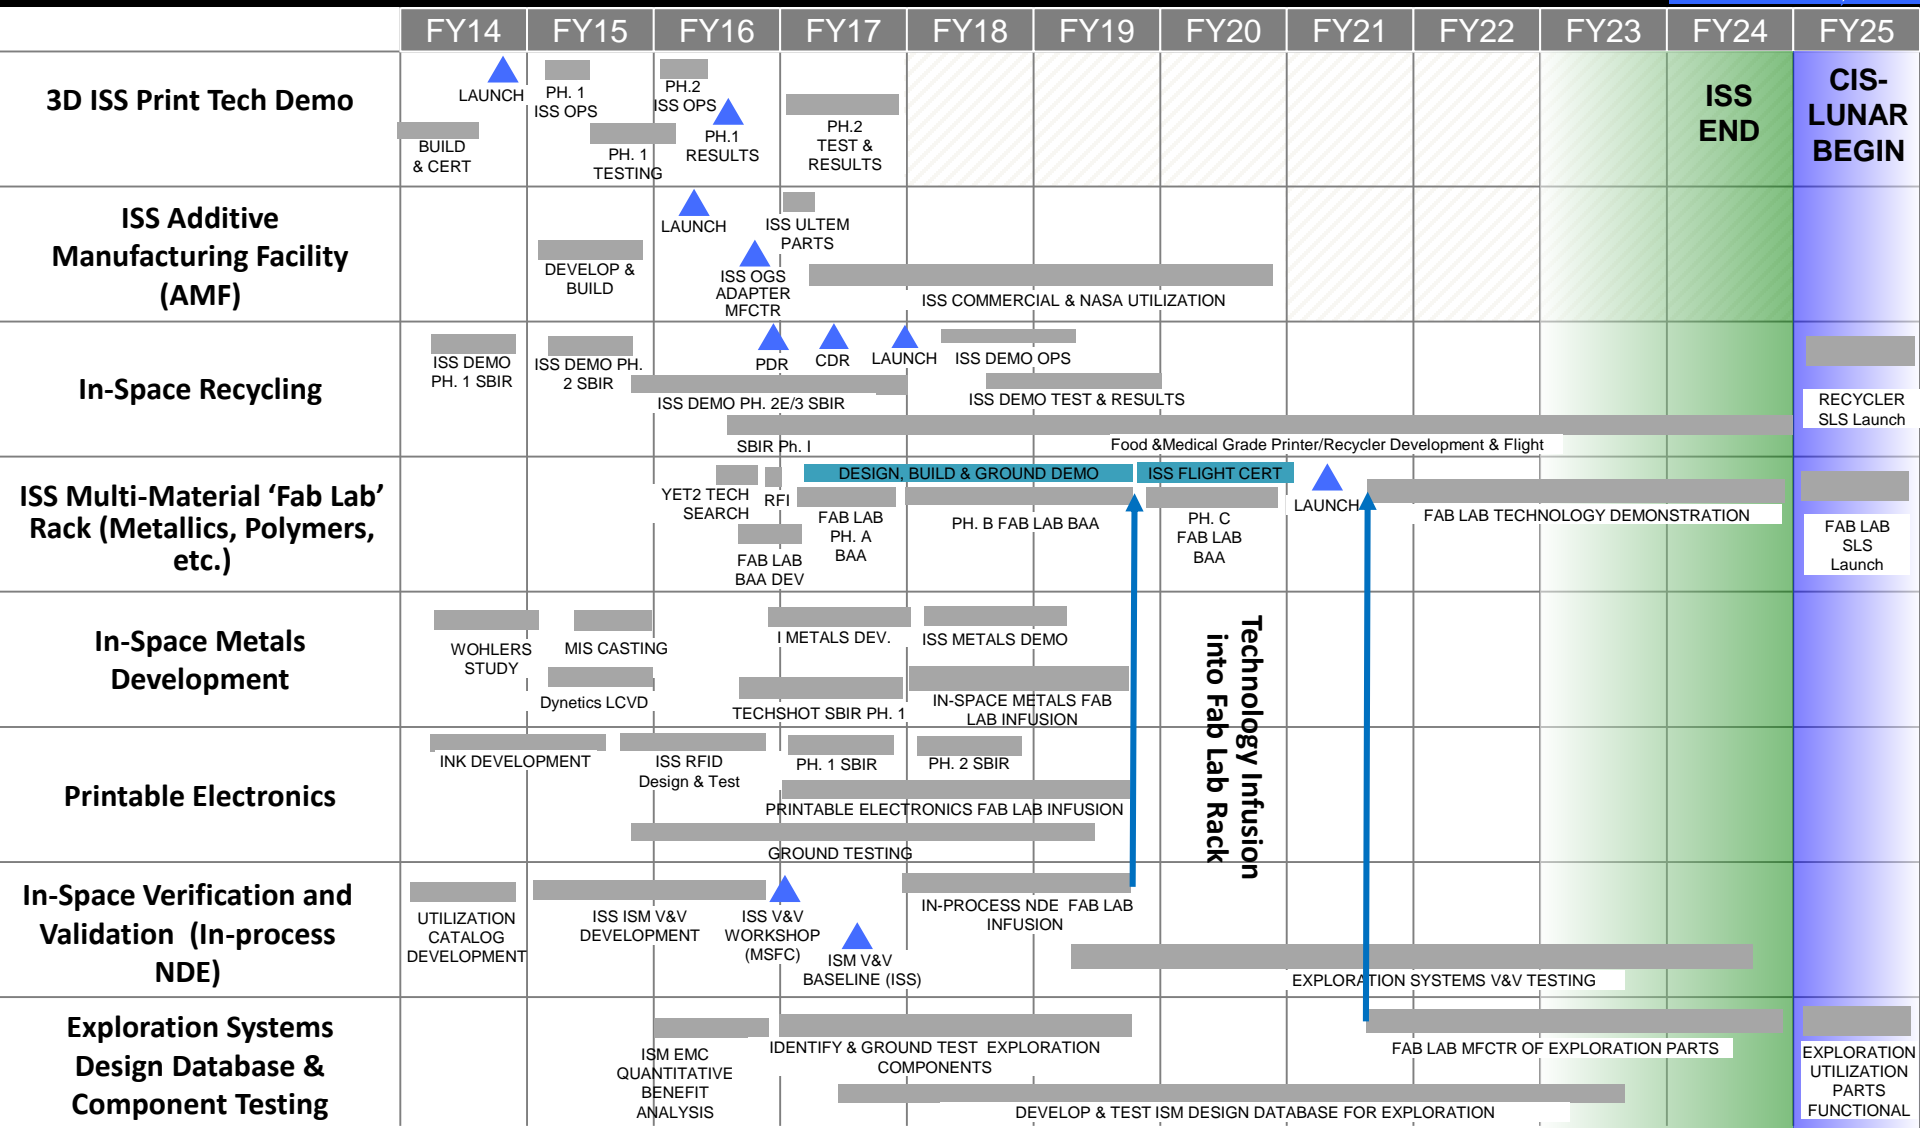 FY14 FY15 FY16 FY17 FY18 FY19 FY20 FY21 FY22 FY23 FY24 FY25
3D ISS Print Tech Demo
LAUNCH
BUILD
& CERT
PH. 1
ISS OPS
PH. 1
TESTING
PH.2
ISS OPS
PH.1
RESULTS
PH.2
TEST &
RESULTS
ISS
END
CIS-
LUNAR
BEGIN
ISS Additive
Manufacturing Facility
(AMF)
DEVELOP &
BUILD
LAUNCH
ISS OGS
ADAPTER
MFCTR
ISS ULTEM
PARTS
ISS COMMERCIAL & NASA UTILIZATION
In-Space Recycling
ISS DEMO
PH. 1 SBIR
ISS DEMO PH.
2 SBIR
PDR
CDR
LAUNCH
ISS DEMO OPS
ISS DEMO PH. 2E/3 SBIR
ISS DEMO TEST & RESULTS
SBIR Ph. I
Food &Medical Grade Printer/Recycler Development & Flight
RECYCLER
SLS Launch
ISS Multi-Material ‘Fab Lab’
Rack (Metallics, Polymers,
etc.)
YET2 TECH
SEARCH
RFI
FAB LAB
BAA DEV
DESIGN, BUILD & GROUND DEMO
ISS FLIGHT CERT
FAB LAB
PH. A
BAA
PH. B FAB LAB BAA
PH. C
FAB LAB
BAA
LAUNCH
FAB LAB TECHNOLOGY DEMONSTRATION
FAB LAB
SLS
Launch
In-Space Metals
Development
WOHLERS
STUDY
MIS CASTING
Dynetics LCVD
I METALS DEV.
ISS METALS DEMO
TECHSHOT SBIR PH. 1
IN-SPACE METALS FAB
LAB INFUSION
Technology Infusion
into Fab Lab Rack
Printable Electronics
INK DEVELOPMENT
ISS RFID
Design & Test
PH. 1 SBIR
PH. 2 SBIR
PRINTABLE ELECTRONICS FAB LAB INFUSION
GROUND TESTING
In-Space Verification and
Validation (In-process
NDE)
UTILIZATION
CATALOG
DEVELOPMENT
ISS ISM V&V
DEVELOPMENT
ISS V&V
WORKSHOP
(MSFC)
ISM V&V
BASELINE (ISS)
IN-PROCESS NDE FAB LAB
INFUSION
EXPLORATION SYSTEMS V&V TESTING
Exploration Systems
Design Database &
Component Testing
ISM EMC
QUANTITATIVE
BENEFIT
ANALYSIS
IDENTIFY & GROUND TEST EXPLORATION
COMPONENTS
DEVELOP & TEST ISM DESIGN DATABASE FOR EXPLORATION
FAB LAB MFCTR OF EXPLORATION PARTS
EXPLORATION
UTILIZATION
PARTS
FUNCTIONAL